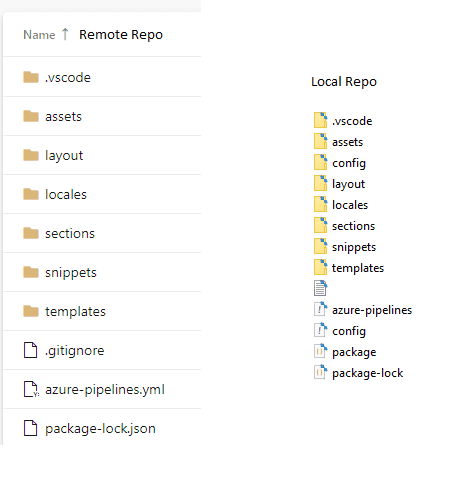 Name ↑ Remote Repo
.vscode
assets
layout
locales
sections
snippets
templates
.gitignore
azure-pipelines.yml
package-lock.json
Local Repo
.vscode
assets
config
layout
locales
sections
snippets
templates
azure-pipelines
config
package
package-lock